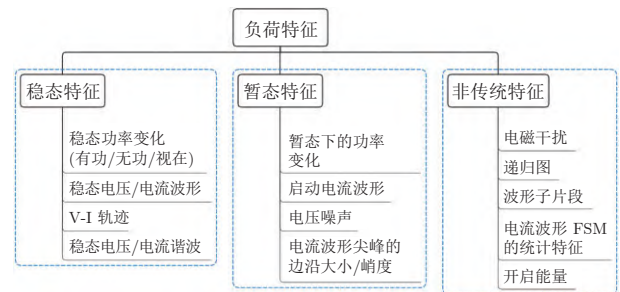 负荷特征
稳态特征
稳态功率变化
(有功/无功/视在)
稳态电压/电流波形
V-I 轨迹
稳态电压/电流谐波
暂态特征
暂态下的功率
变化
启动电流波形
电压噪声
电流波形尖峰的
边沿大小/峭度
非传统特征
电磁干扰
递归图
波形子片段
电流波形 FSM
的统计特征
开启能量